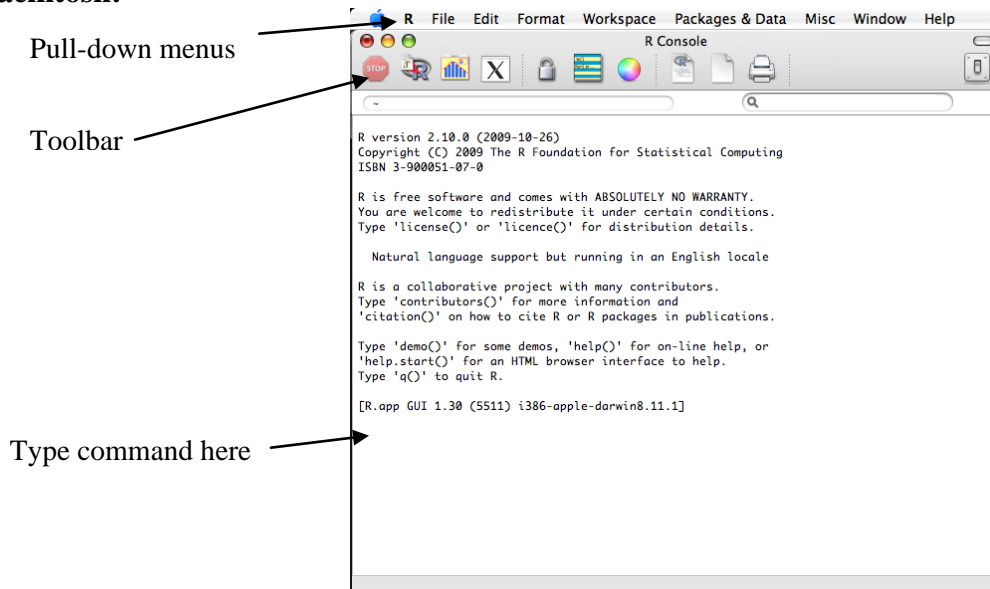 acintosh:
Pull-down menus
Toolbar
Type command here
R File Edit Format Workspace Packages & Data Misc Window Help
R Console
STOP
~
R version 2.10.0 (2009-10-26)
Copyright (C) 2009 The R Foundation for Statistical Computing
ISBN 3-900051-07-0
R is free software and comes with ABSOLUTELY NO WARRANTY.
You are welcome to redistribute it under certain conditions.
Type 'license()' or 'licence()' for distribution details.
Natural language support but running in an English locale
R is a collaborative project with many contributors.
Type 'contributors()' for more information and
'citation()' on how to cite R or R packages in publications.
Type 'demo()' for some demos, 'help()' for on-line help, or
'help.start()' for an HTML browser interface to help.
Type 'q()' to quit R.
[R.app GUI 1.30 (5511) i386-apple-darwin8.11.1]